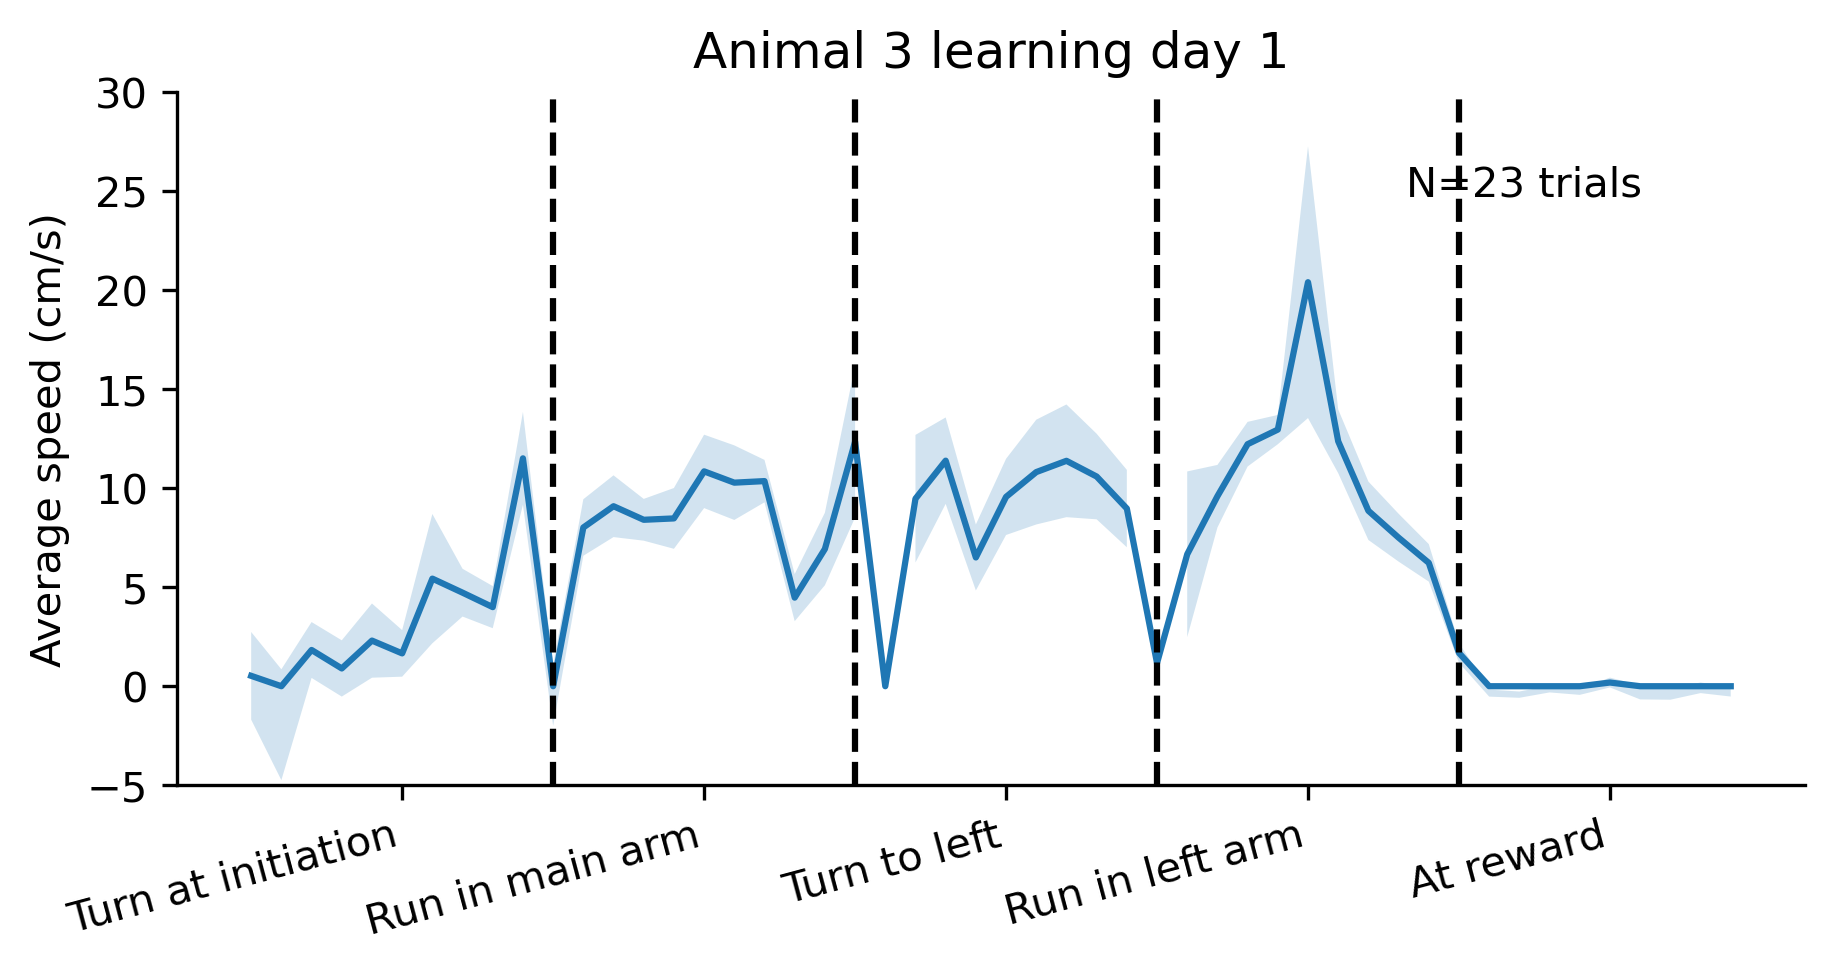 Animal 3 learning day 1
Average speed (cm/s)
30
25
20
15
10
5
0
−5
N=23 trials
Turn at initiation
Run in main arm
Turn to left
Run in left arm
At reward